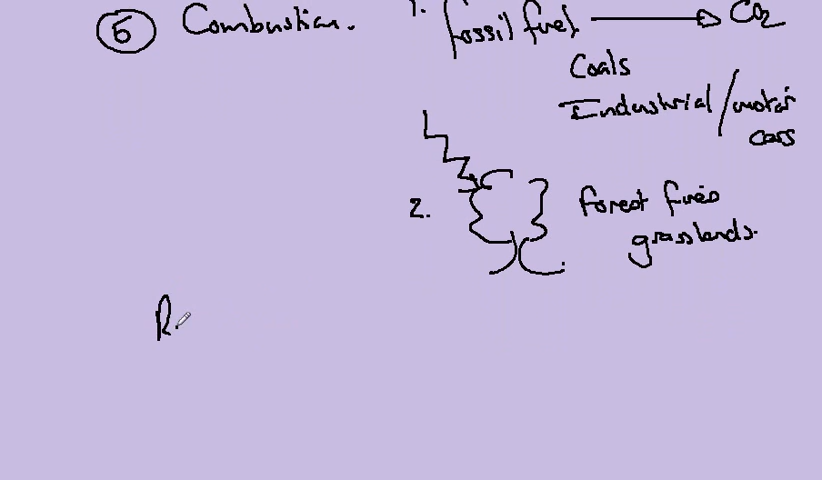 5 Combustion.
1. fossil fuel → CO2
Coals
Industrial/motor
cars
2. forest fires
grasslands.
R